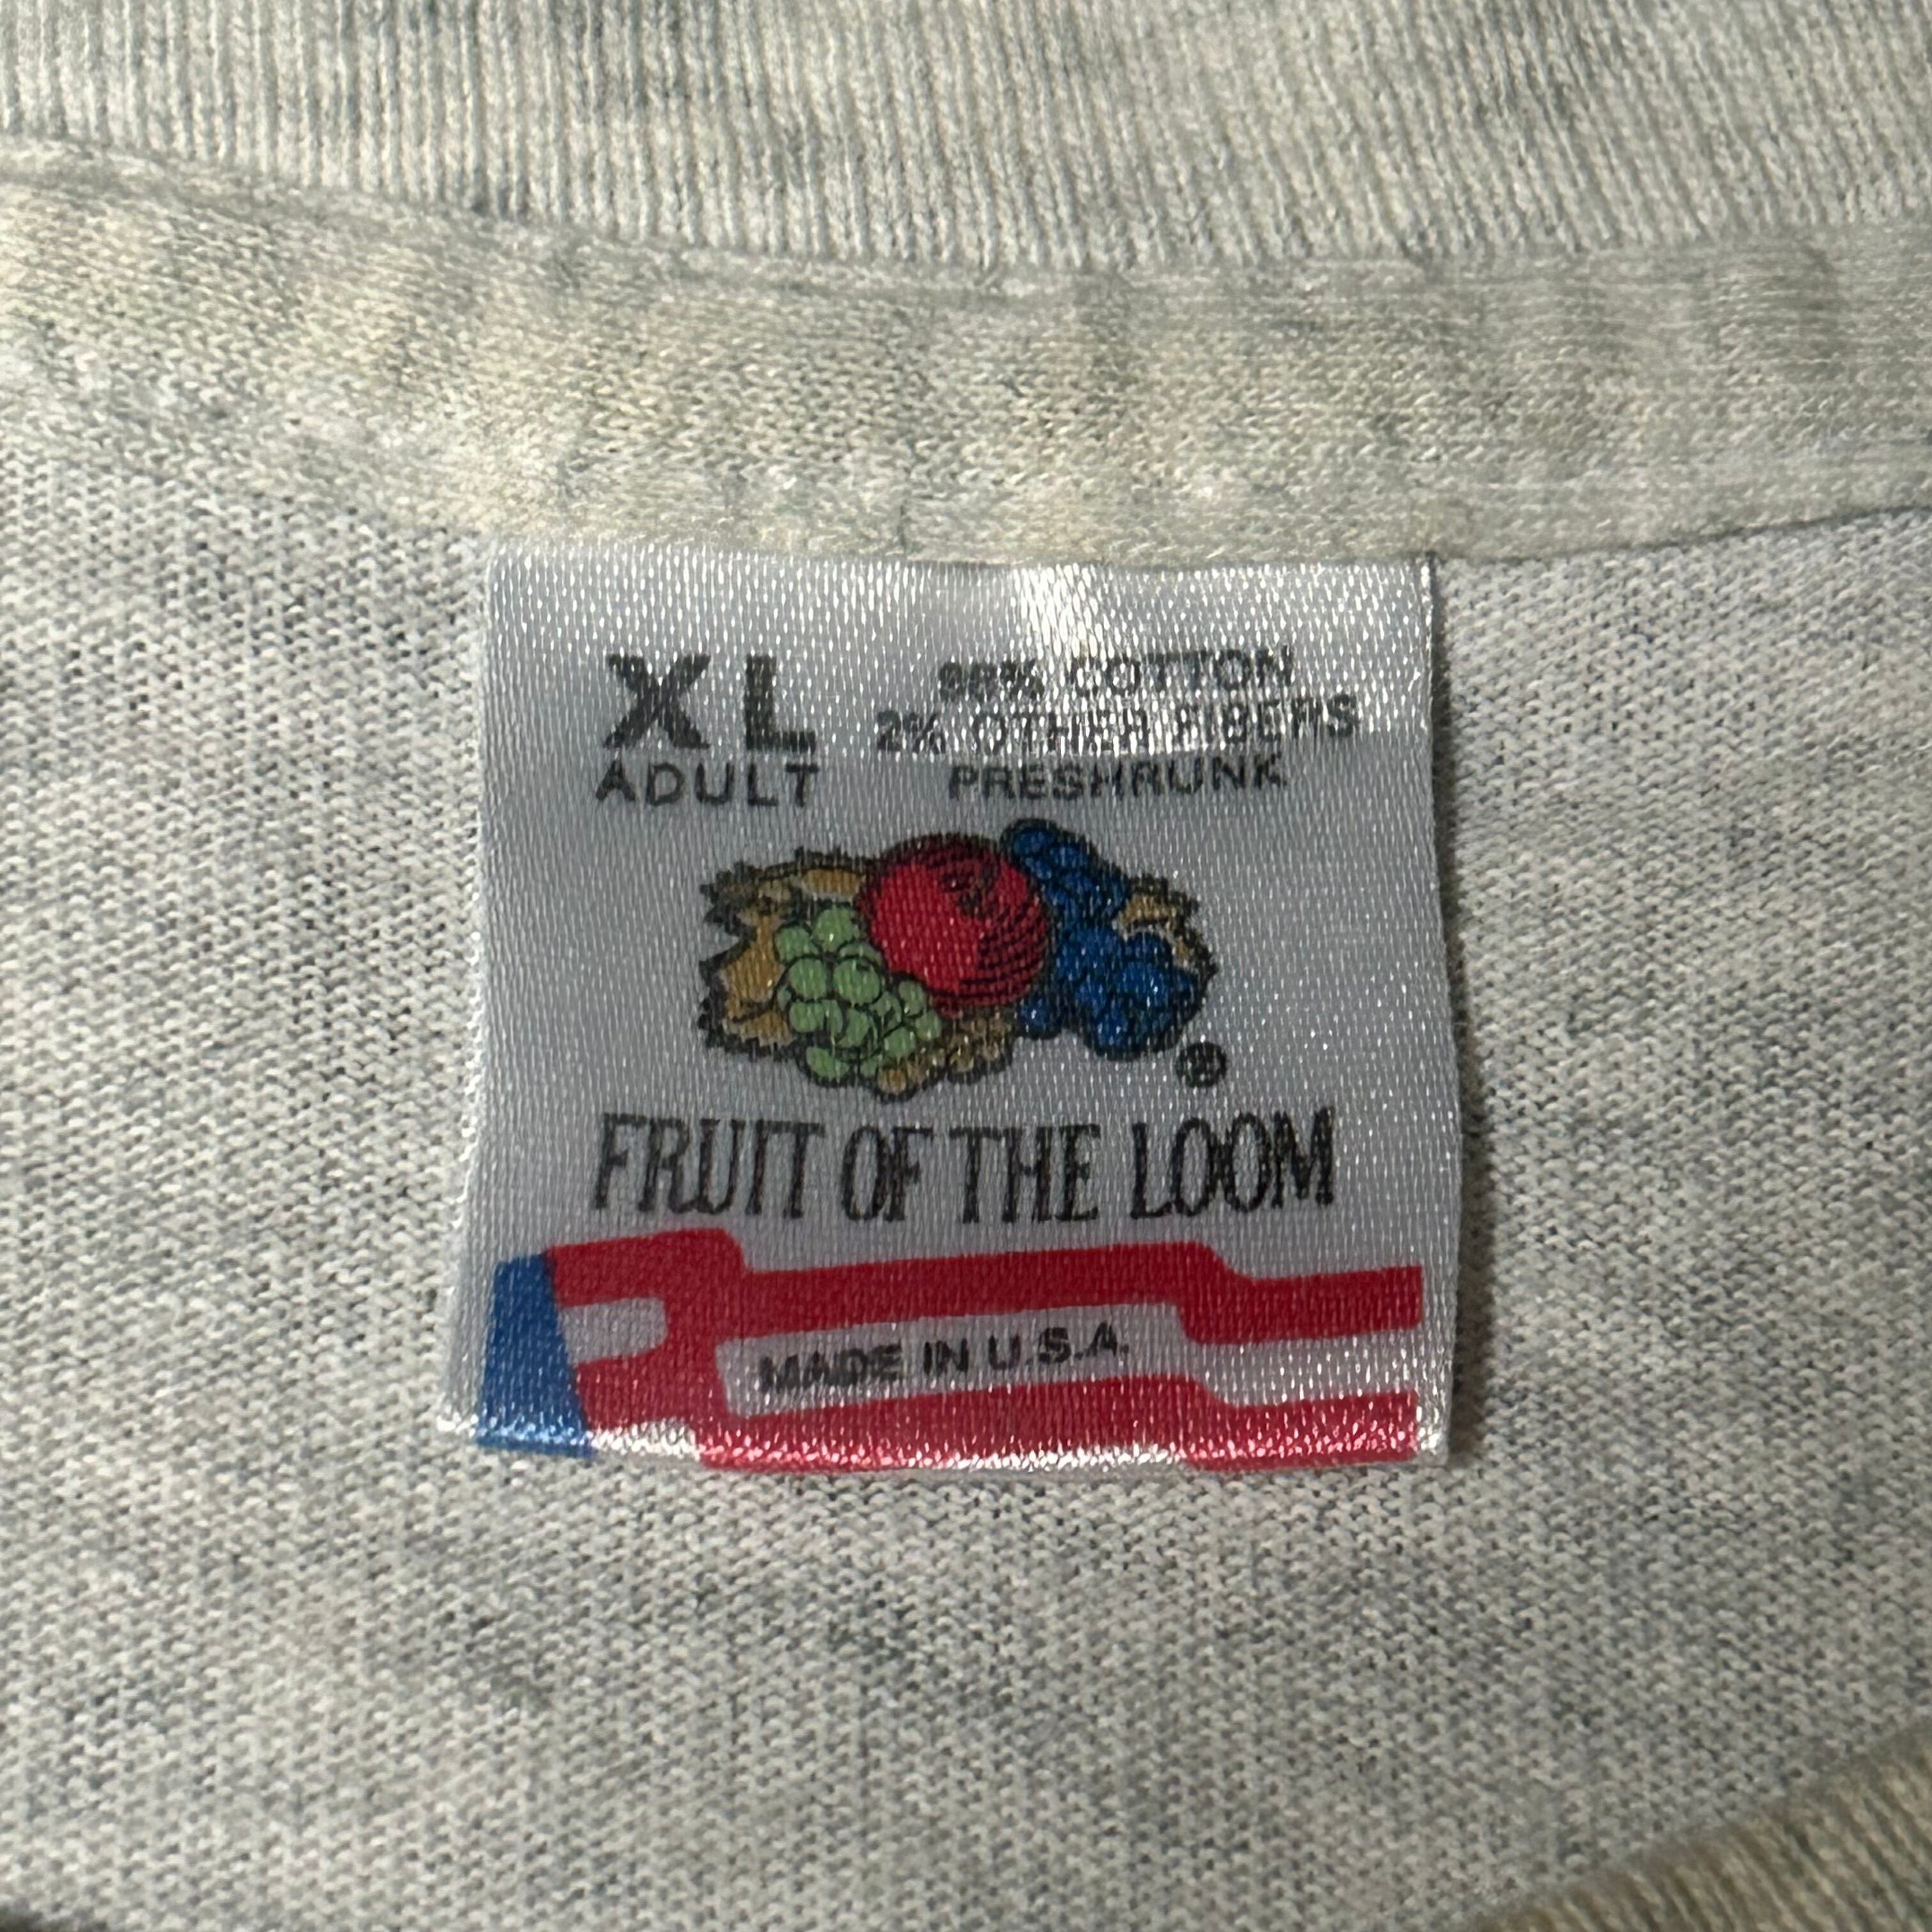 XL
ADULT
98% COTTON
2% OTHER FIBERS
PRESHRUNK
®
FRUIT OF THE LOOM
MADE IN U.S.A.